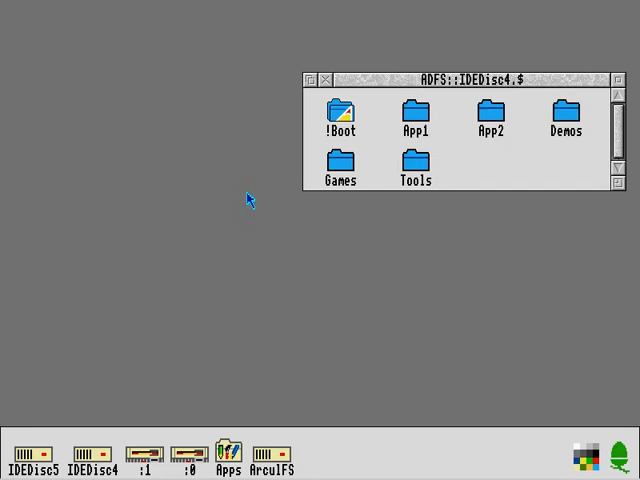 ADFS::IDEDisc4.$
!Boot App1 App2 Demos
Games Tools
IDEDisc5 IDEDisc4 :1 :0 Apps ArculFS